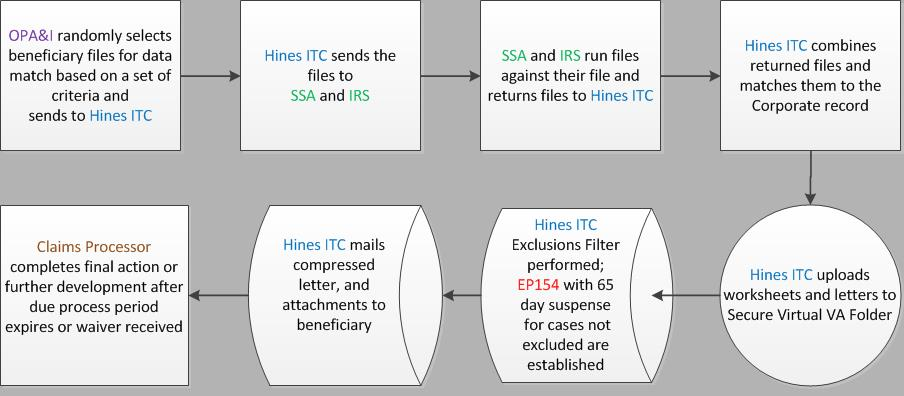 OPA&I randomly selects
beneficiary files for data
match based on a set of
criteria and
sends to Hines ITC
Hines ITC sends the
files to
SSA and IRS
SSA and IRS run files
against their file and
returns files to Hines ITC
Hines ITC combines
returned files and
matches them to the
Corporate record
Hines ITC uploads
worksheets and letters to
Secure Virtual VA Folder
Hines ITC
Exclusions Filter
performed;
EP154 with 65
day suspense
for cases not
excluded are
established
Hines ITC mails
compressed
letter, and
attachments to
beneficiary
Claims Processor
completes final action or
further development after
due process period
expires or waiver received